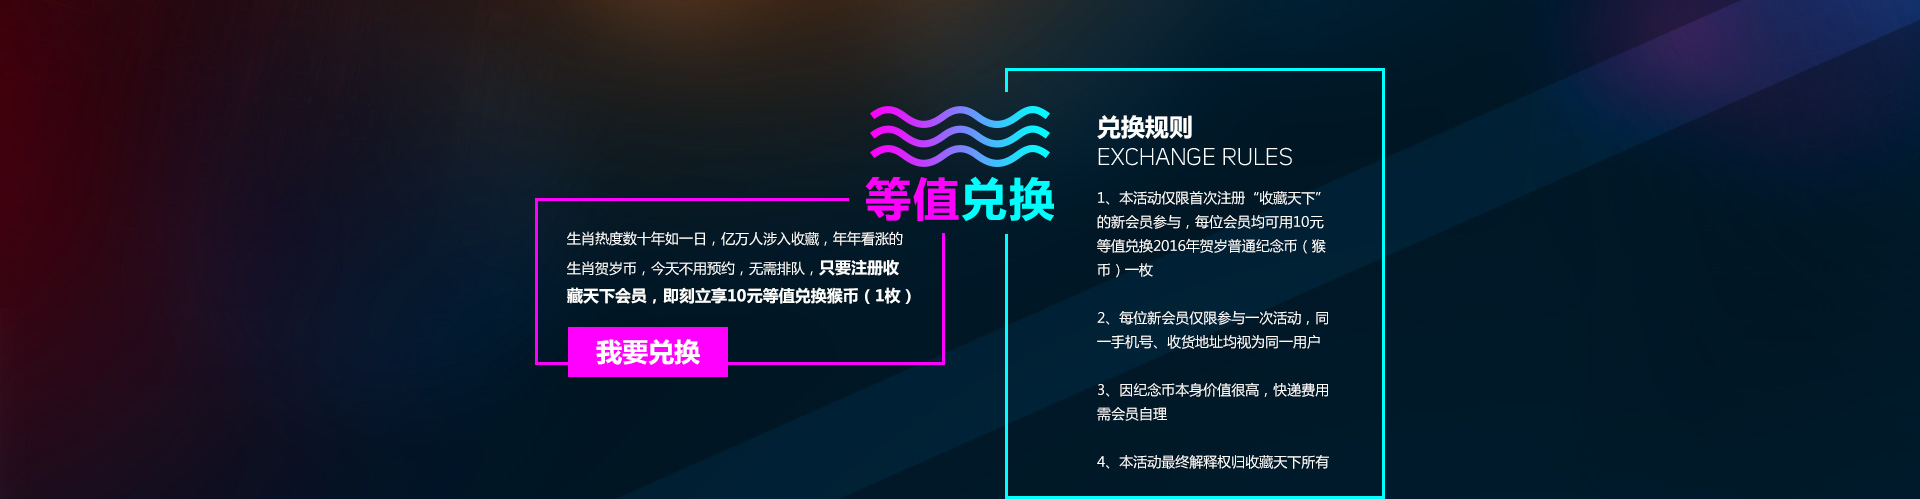 等值兑换
生肖热度数十年如一日，亿万人涉入收藏，年年看涨的
生肖贺岁币，今天不用预约，无需排队，只要注册收
藏天下会员，即刻立享10元等值兑换猴币（1枚）
我要兑换
兑换规则
EXCHANGE RULES
1、本活动仅限首次注册“收藏天下”
的新会员参与，每位会员均可用10元
等值兑换2016年贺岁普通纪念币（猴
币）一枚
2、每位新会员仅限参与一次活动，同
一手机号、收货地址均视为同一用户
3、因纪念币本身价值很高，快递费用
需会员自理
4、本活动最终解释权归收藏天下所有